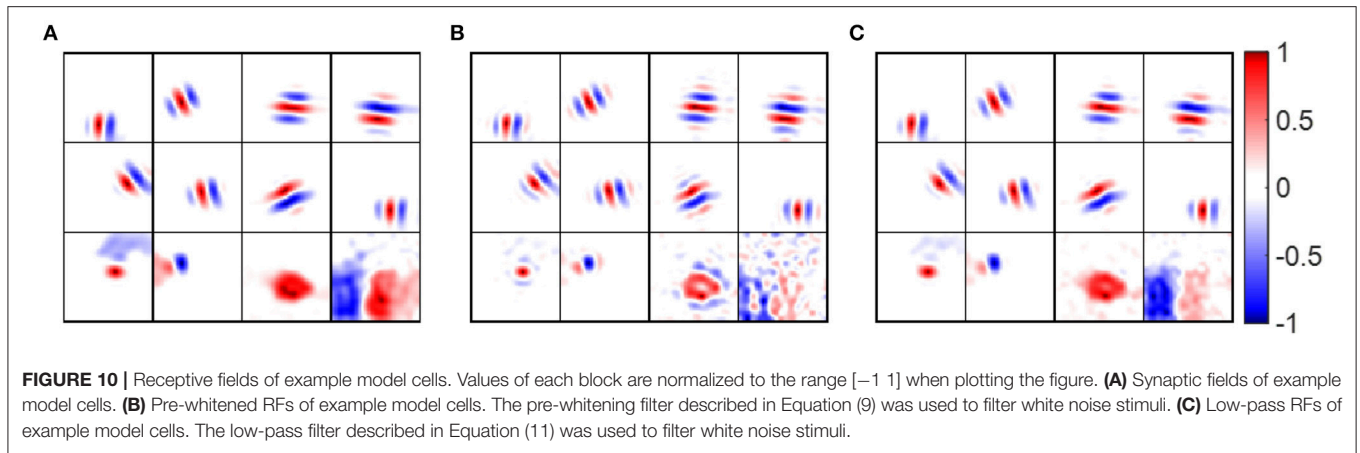 A
B
C
1
0.5
0
-0.5
-1
FIGURE 10 | Receptive fields of example model cells. Values of each block are normalized to the range [−1 1] when plotting the figure. (A) Synaptic fields of example
model cells. (B) Pre-whitened RFs of example model cells. The pre-whitening filter described in Equation (9) was used to filter white noise stimuli. (C) Low-pass RFs of
example model cells. The low-pass filter described in Equation (11) was used to filter white noise stimuli.